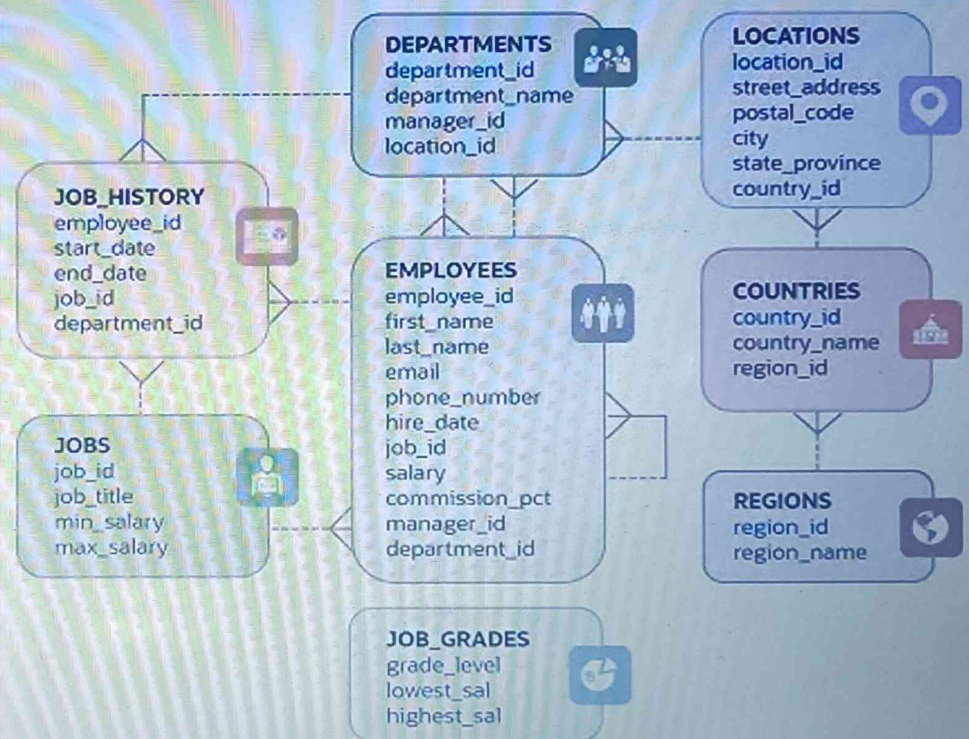 DEPARTMENTS
department_id
department_name
manager_id
location_id
LOCATIONS
location_id
street_address
postal_code
city
state_province
country_id
JOB_HISTORY
employee_id
start_date
end_date
job_id
department_id
EMPLOYEES
employee_id
first_name
last_name
email
phone_number
hire_date
job_id
salary
commission_pct
manager_id
department_id
COUNTRIES
country_id
country_name
region_id
JOBS
job_id
job_title
min_salary
max_salary
REGIONS
region_id
region_name
JOB_GRADES
grade_level
lowest_sal
highest_sal